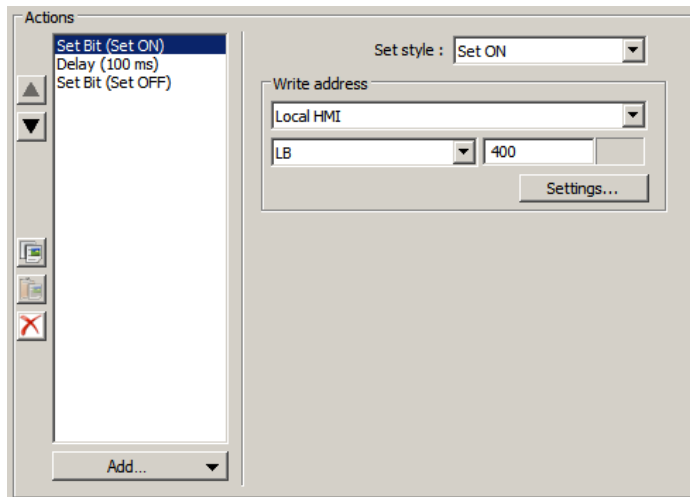 Actions
Set Bit (Set ON)
Delay (100 ms)
Set Bit (Set OFF)
Add...
Set style : Set ON
Write address
Local HMI
LB 400
Settings...